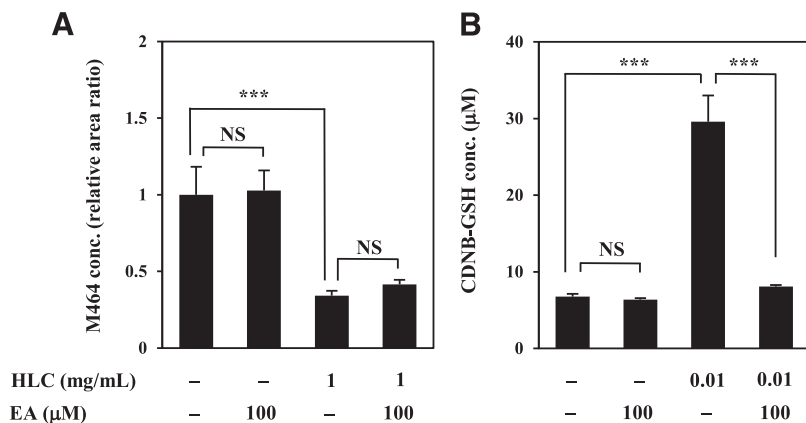 A
B
M464 conc. (relative area ratio)
2
1.5
1
0.5
0
***
NS
NS
CDNB-GSH conc. (μM)
40
30
20
10
0
***
***
NS
HLC (mg/mL) – – 1 1 – – 0.01 0.01
EA (μM) – 100 – 100 – 100 – 100